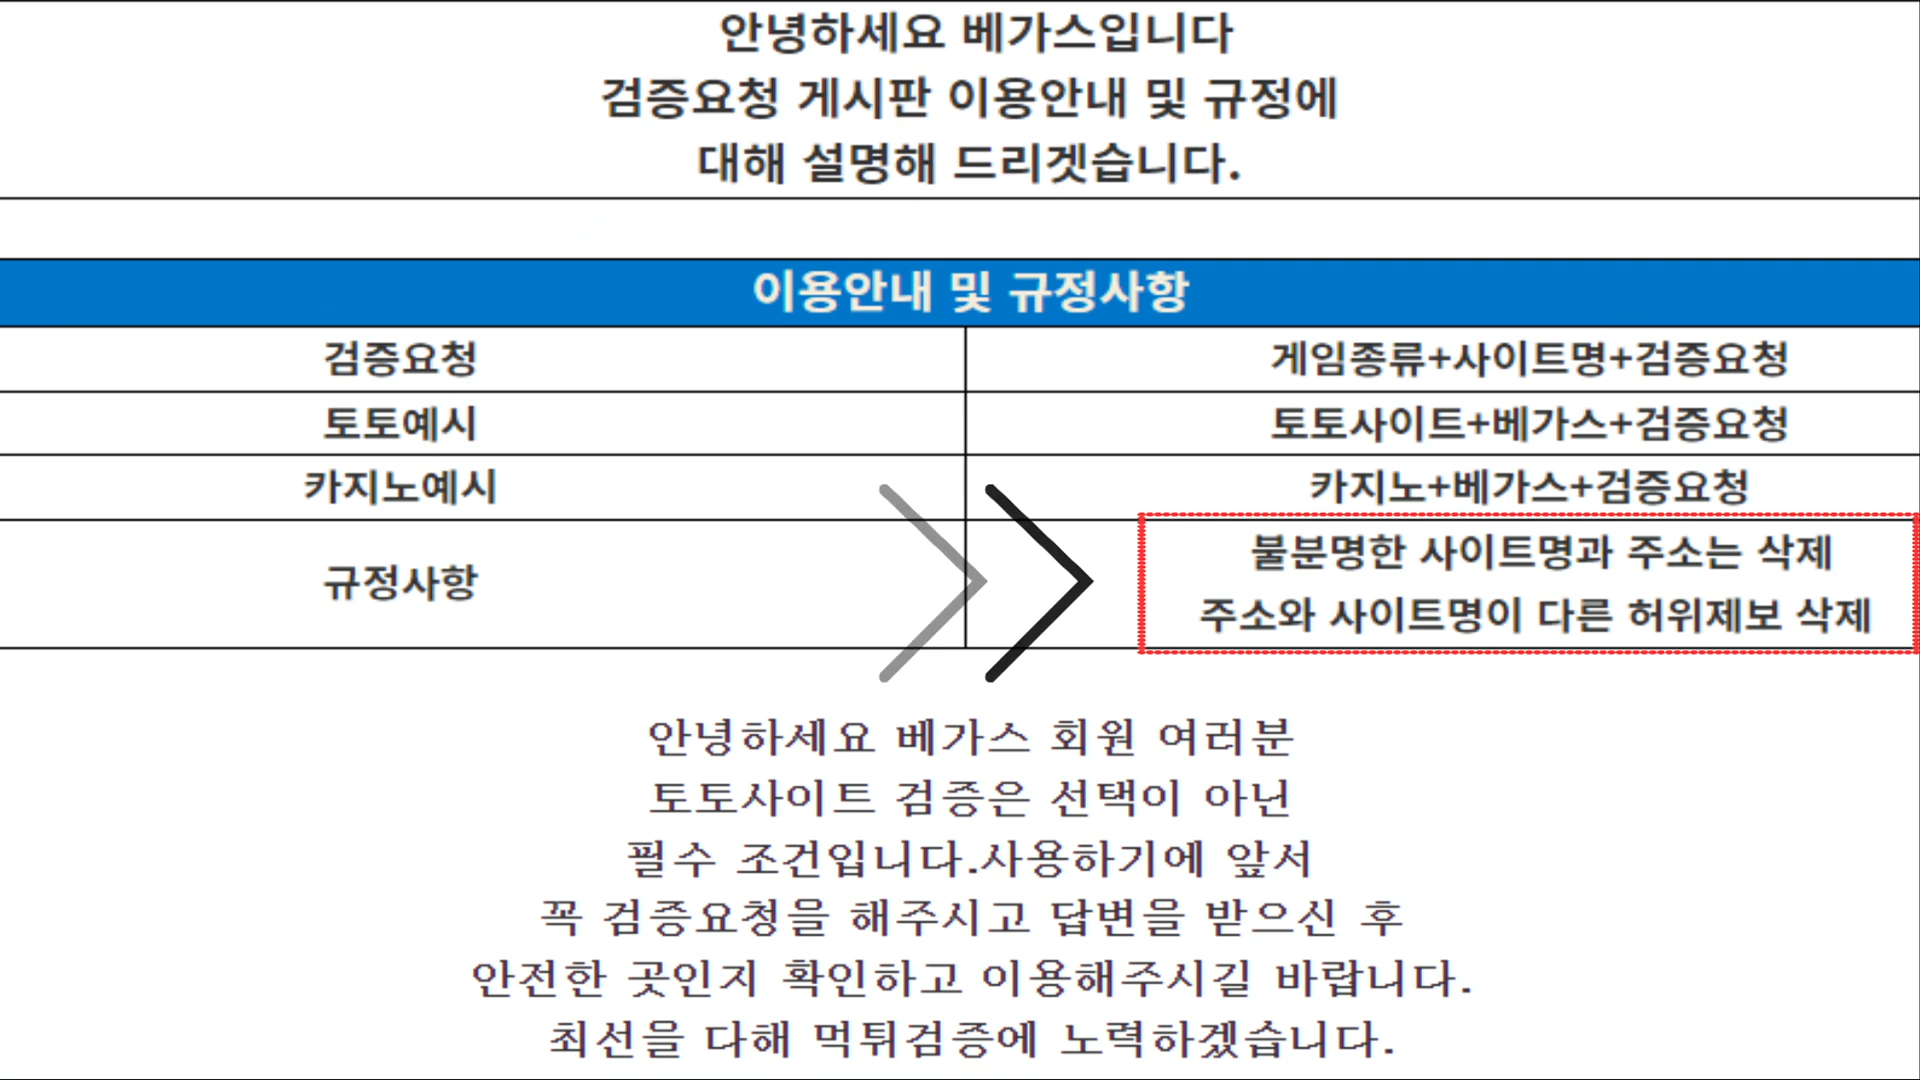 안녕하세요 베가스입니다
검증요청 게시판 이용안내 및 규정에
대해 설명해 드리겟습니다.
이용안내 및 규정사항
검증요청 게임종류+사이트명+검증요청
토토예시 토토사이트+베가스+검증요청
카지노예시 카지노+베가스+검증요청
규정사항
불분명한 사이트명과 주소는 삭제
주소와 사이트명이 다른 허위제보 삭제
안녕하세요 베가스 회원 여러분
토토사이트 검증은 선택이 아닌
필수 조건입니다.사용하기에 앞서
꼭 검증요청을 해주시고 답변을 받으신 후
안전한 곳인지 확인하고 이용해주시길 바랍니다.
최선을 다해 먹튀검증에 노력하겠습니다.